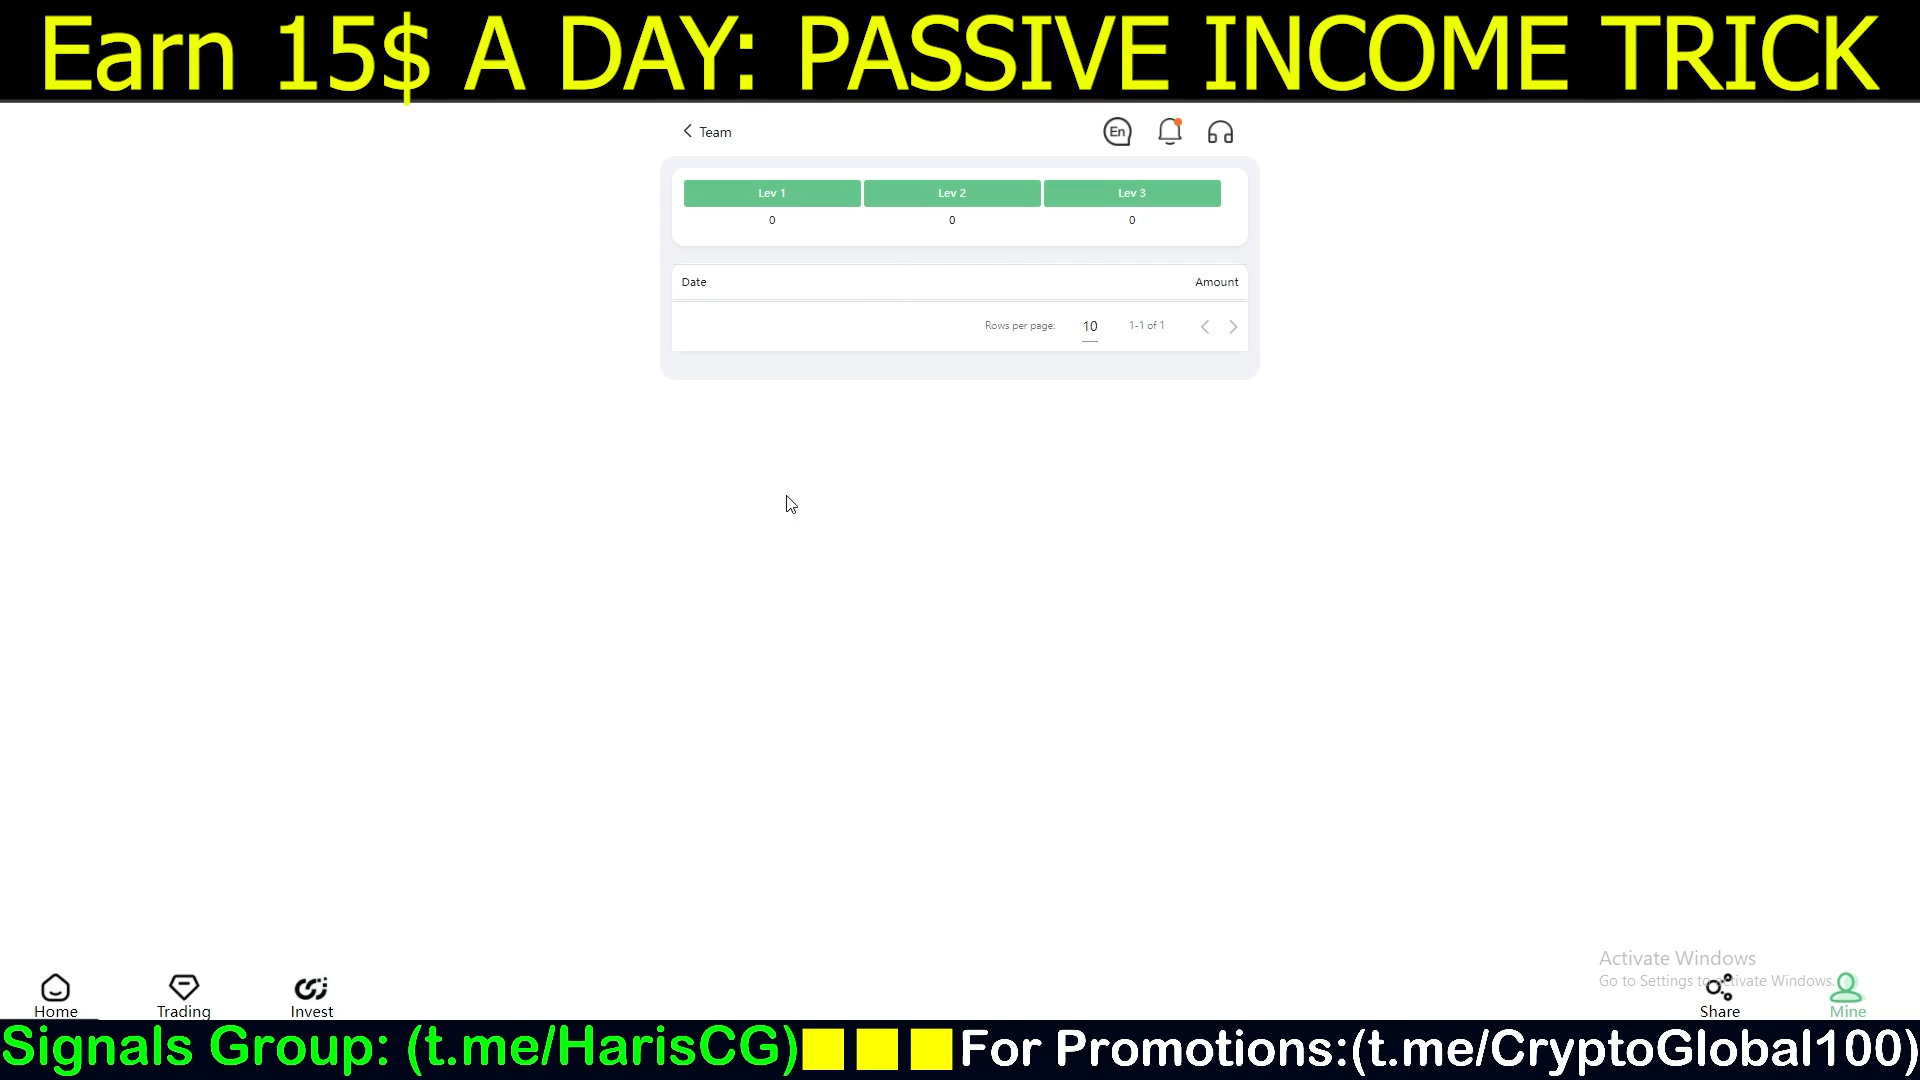 Earn 15$ A DAY: PASSIVE INCOME TRICK
Team
En
Lev 1 Lev 2 Lev 3
0 0 0
Date Amount
Rows per page: 10 1-1 of 1
Activate Windows
Go to Settings to activate Windows.
Home Trading Invest Share Mine
Signals Group: (t.me/HarisCG) For Promotions:(t.me/CryptoGlobal100)